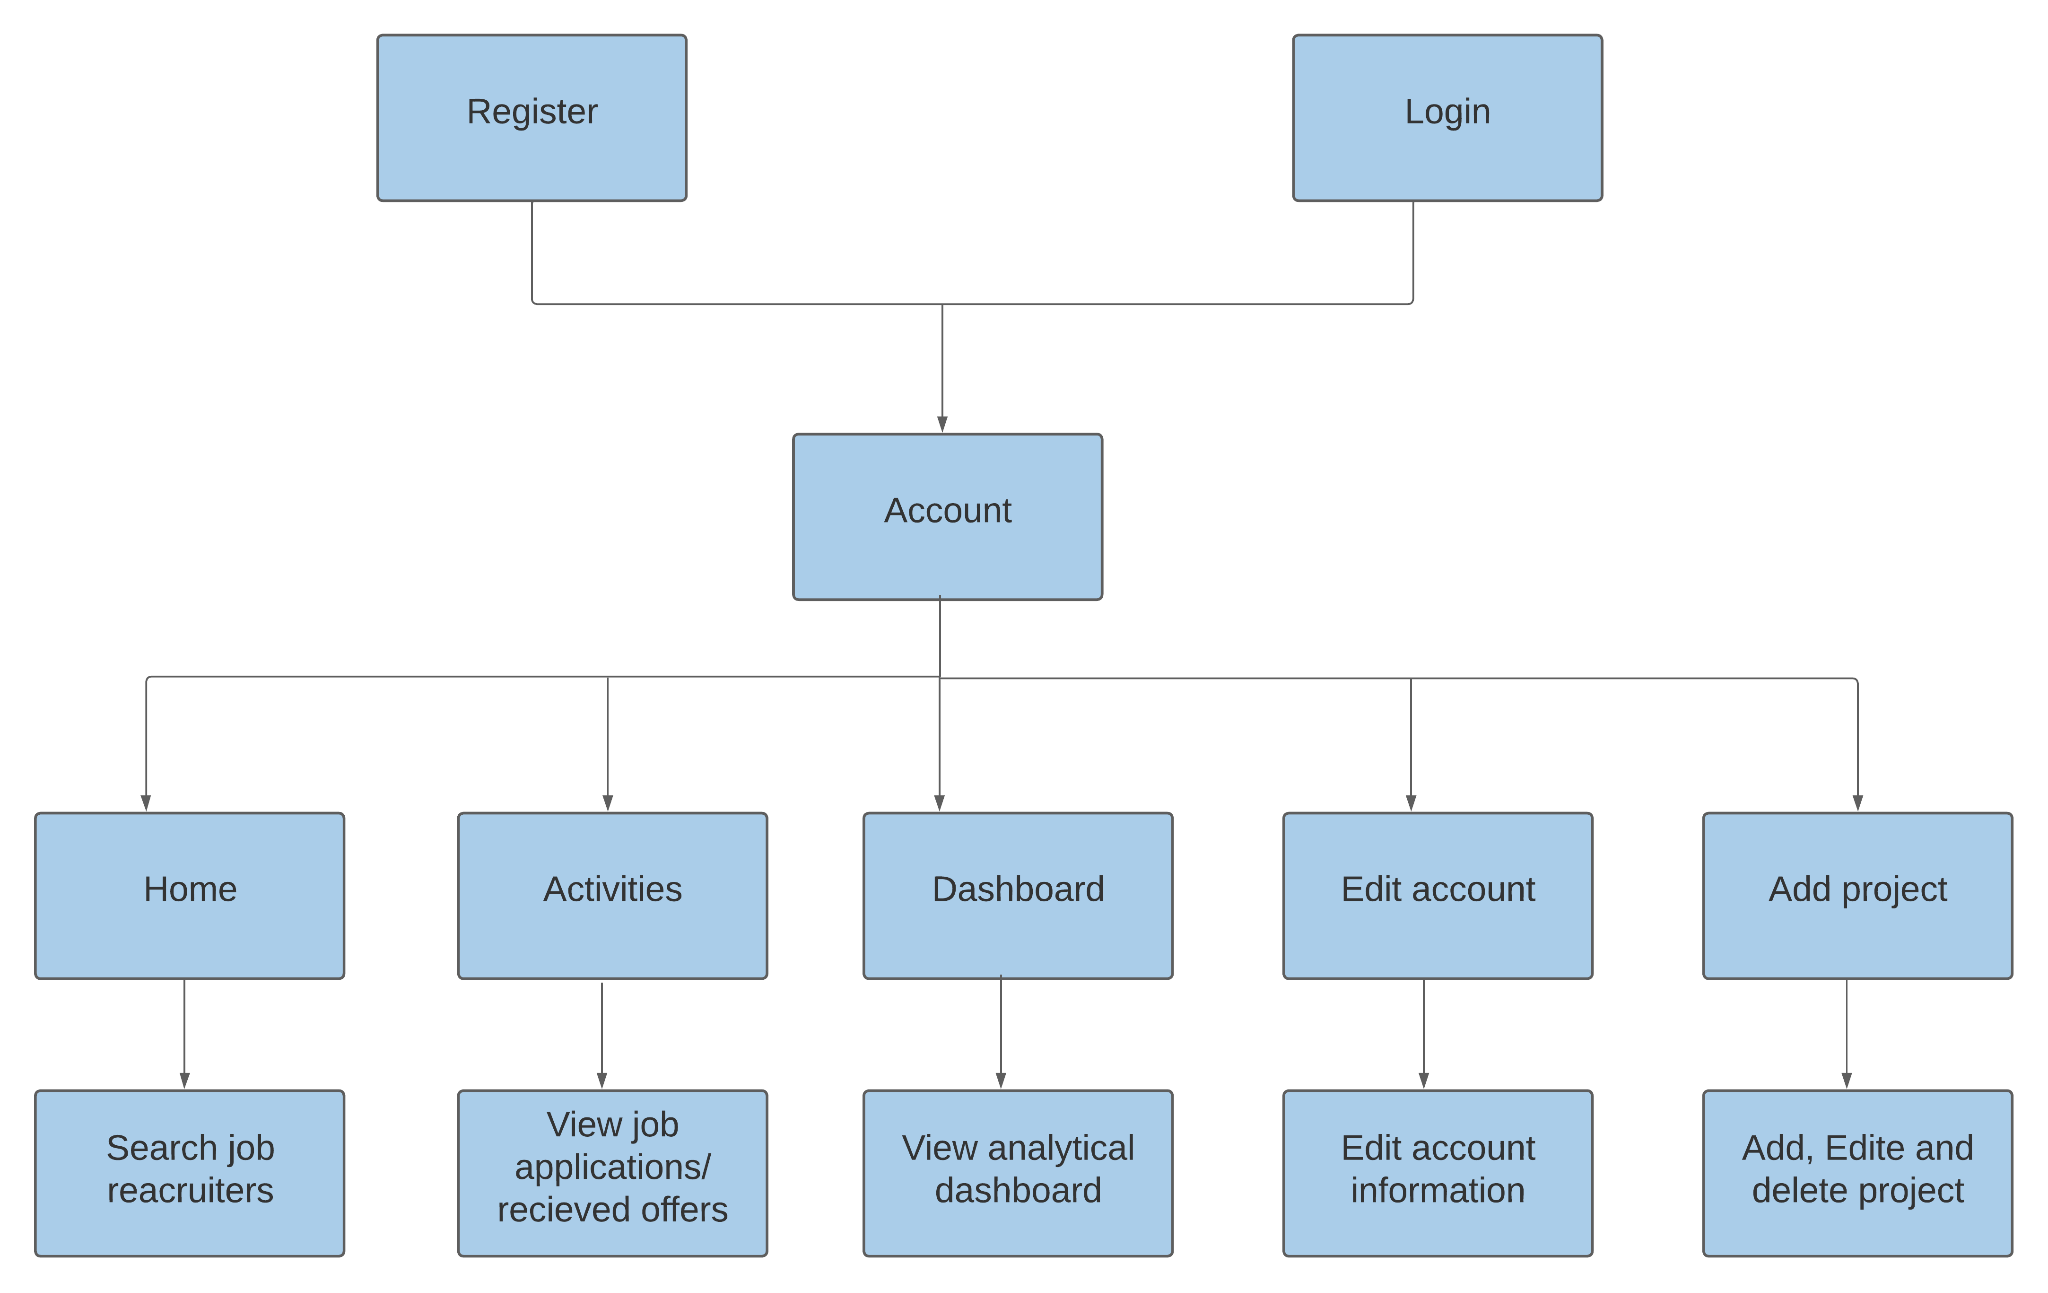 Register
Login
Account
Home
Activities
Dashboard
Edit account
Add project
Search job
reacruiters
View job
applications/
recieved offers
View analytical
dashboard
Edit account
information
Add, Edite and
delete project